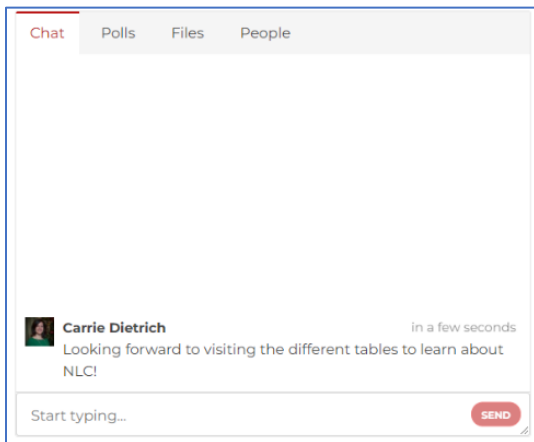 Chat Polls Files People
Carrie Dietrich in a few seconds
Looking forward to visiting the different tables to learn about
NLC!
Start typing... SEND